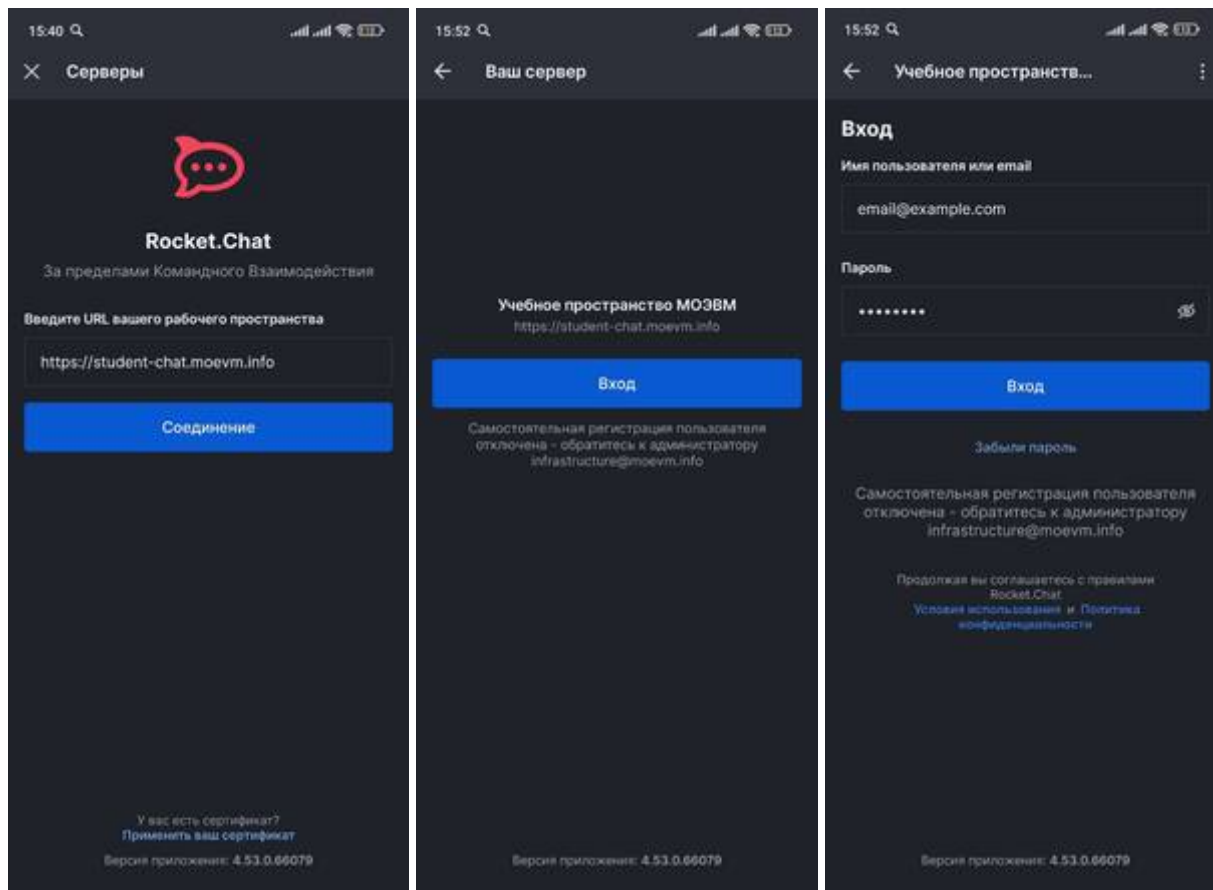 15:40
Серверы
Rocket.Chat
За пределами Командного Взаимодействия
Введите URL вашего рабочего пространства
https://student-chat.moevm.info
Соединение
У вас есть сертификат?
Применить ваш сертификат
Версия приложения: 4.53.0.66079
15:52
Ваш сервер
Учебное пространство МОЭВМ
https://student-chat.moevm.info
Вход
Самостоятельная регистрация пользователя
отключена - обратитесь к администратору
infrastructure@moevm.info
Версия приложения: 4.53.0.66079
15:52
Учебное пространств...
Вход
Имя пользователя или email
email@example.com
Пароль
••••••••
Вход
Забыли пароль
Самостоятельная регистрация пользователя
отключена - обратитесь к администратору
infrastructure@moevm.info
Продолжая вы соглашаетесь с правилами
Rocket.Chat
Условия использования и Политика
конфиденциальности
Версия приложения: 4.53.0.66079